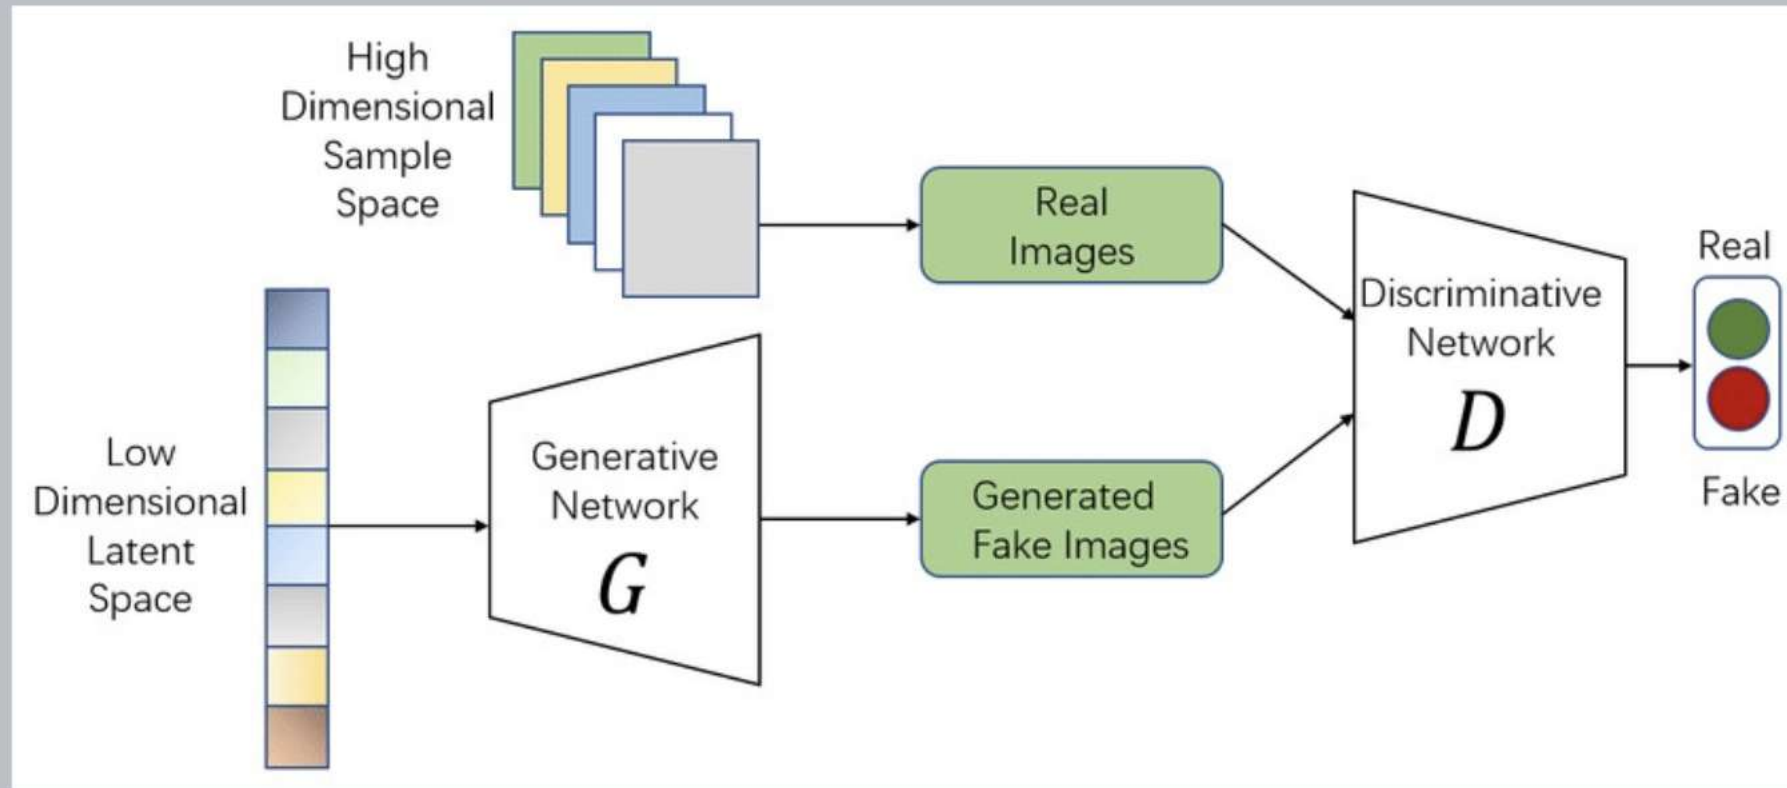 High
Dimensional
Sample
Space
Real
Images
Low
Dimensional
Latent
Space
Generative
Network
G
Generated
Fake Images
Discriminative
Network
D
Real
Fake